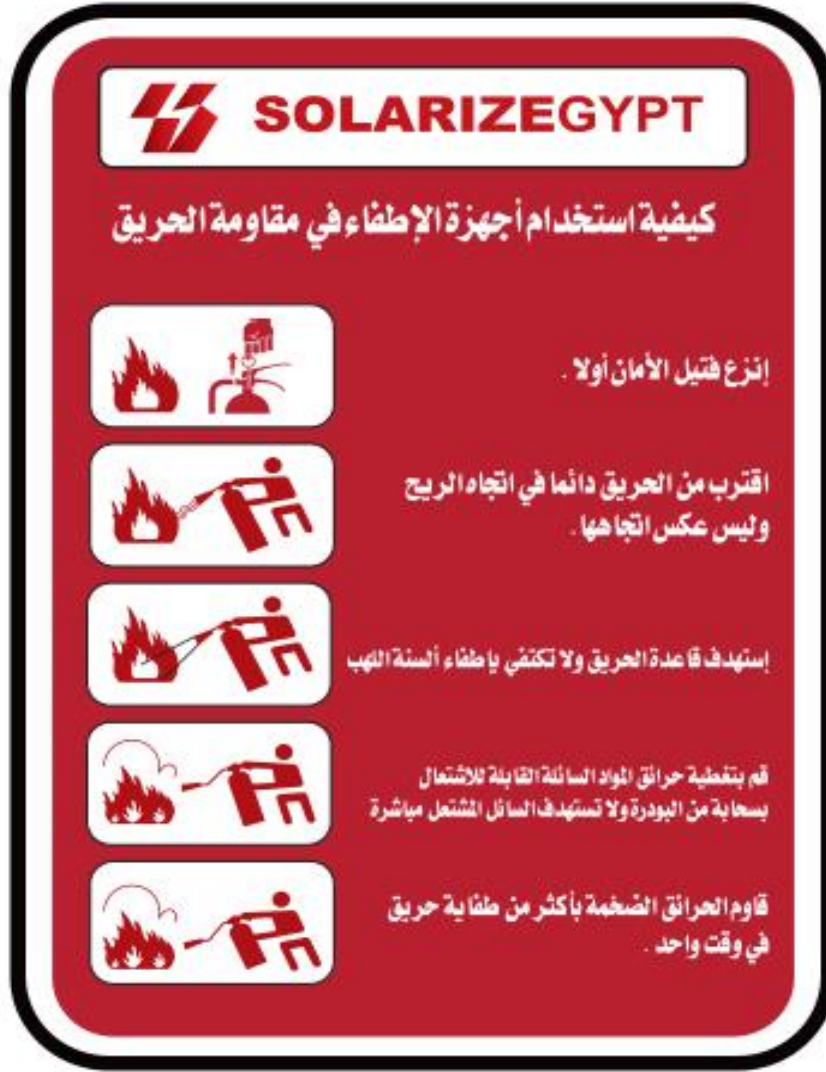 SOLARIZEGYPT
كيفية استخدام أجهزة الإطفاء في مقاومة الحريق
إنزع فتيل الأمان أولا .
اقترب من الحريق دائما في اتجاه الريح
وليس عكس اتجاهها .
إستهدف قاعدة الحريق ولا تكتفي بإطفاء ألسنة اللهب
قم بتغطية حرائق المواد السائلة القابلة للاشتعال
بسحابة من البودرة ولا تستهدف السائل المشتعل مباشرة
قاوم الحرائق الضخمة بأكثر من طفاية حريق
في وقت واحد .